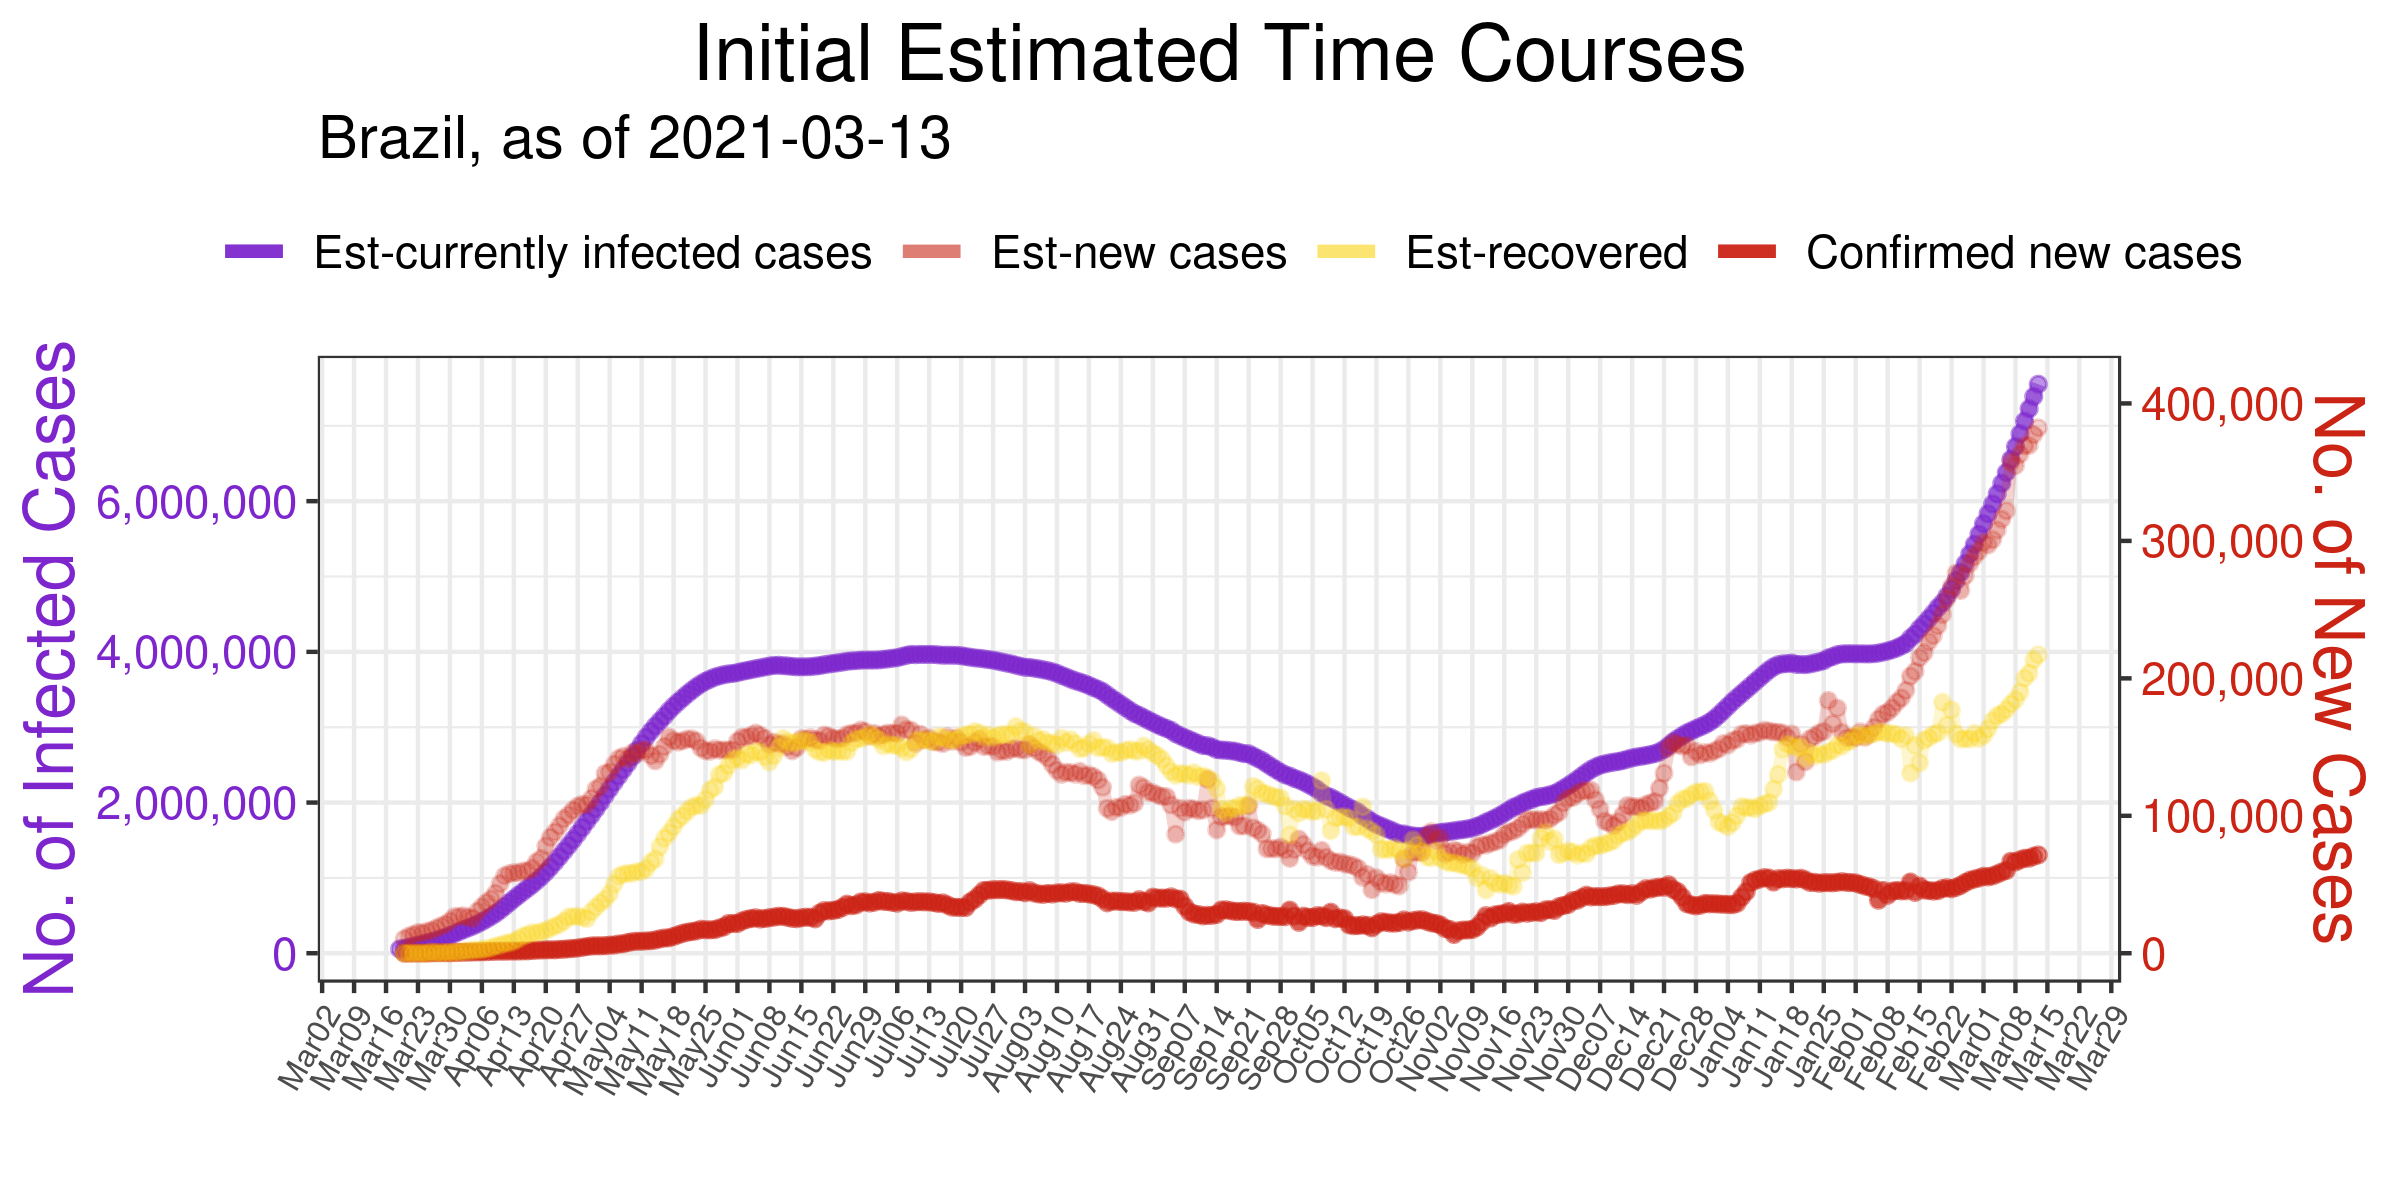 Initial Estimated Time Courses
Brazil, as of 2021-03-13
Est-currently infected cases Est-new cases Est-recovered Confirmed new cases
No. of Infected Cases
6,000,000
4,000,000
2,000,000
0
400,000
300,000
200,000
100,000
0
No. of New Cases
Mar02 Mar09 Mar16 Mar23 Mar30 Apr06 Apr13 Apr20 Apr27 May04 May11 May18 May25 Jun01 Jun08 Jun15 Jun22 Jun29 Jul06 Jul13 Jul20 Jul27 Aug03 Aug10 Aug17 Aug24 Aug31 Sep07 Sep14 Sep21 Sep28 Oct05 Oct12 Oct19 Oct26 Nov02 Nov09 Nov16 Nov23 Nov30 Dec07 Dec14 Dec21 Dec28 Jan04 Jan11 Jan18 Jan25 Feb01 Feb08 Feb15 Feb22 Mar01 Mar08 Mar15 Mar22 Mar29